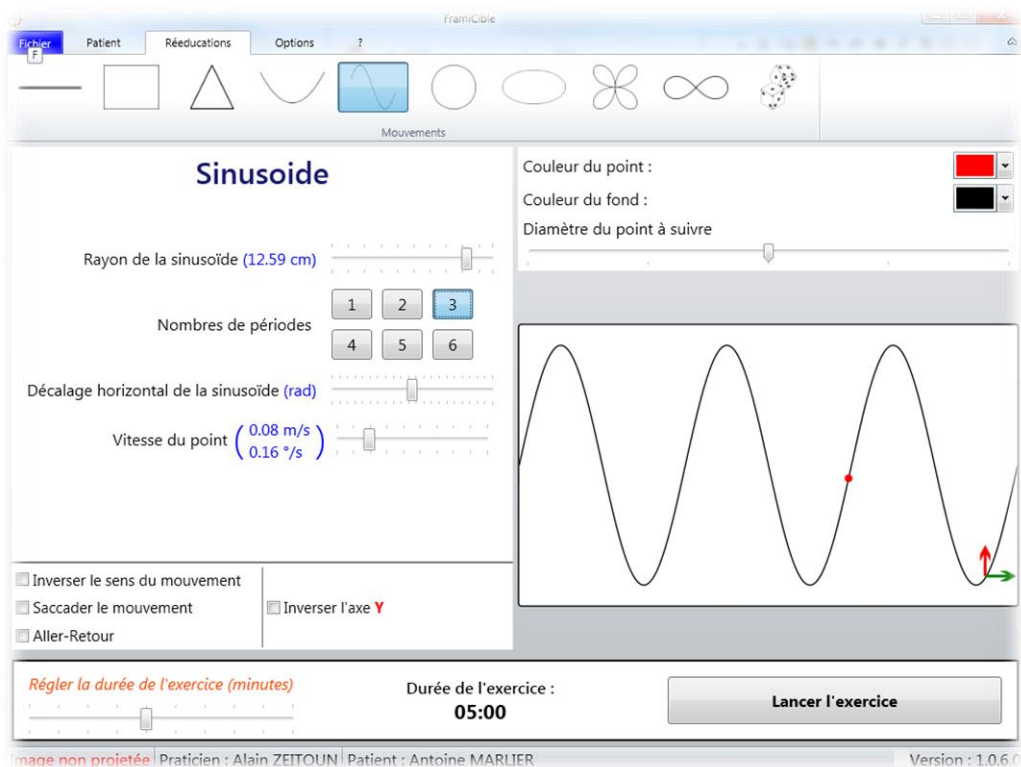 FramiCible
Fichier Patient Rééducations Options ?
F
Mouvements
Sinusoide
Couleur du point :
Couleur du fond :
Diamètre du point à suivre
Rayon de la sinusoïde (12.59 cm)
Nombres de périodes
1 2 3
4 5 6
Décalage horizontal de la sinusoïde (rad)
Vitesse du point ( 0.08 m/s
0.16 °/s )
Inverser le sens du mouvement
Saccader le mouvement
Inverser l'axe Y
Aller-Retour
Régler la durée de l'exercice (minutes)
Durée de l'exercice :
05:00
Lancer l'exercice
Image non projetée Praticien : Alain ZEITOUN Patient : Antoine MARLIER Version : 1.0.6.0